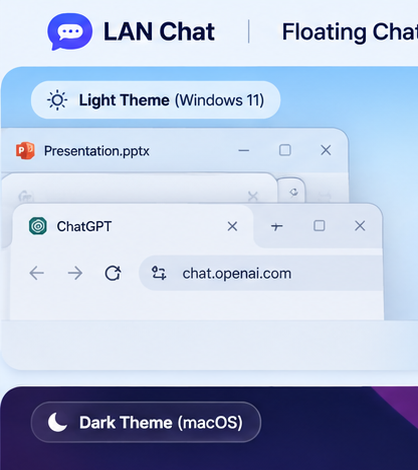 LAN Chat
Floating Chat
Light Theme (Windows 11)
Presentation.pptx
ChatGPT
chat.openai.com
Dark Theme (macOS)